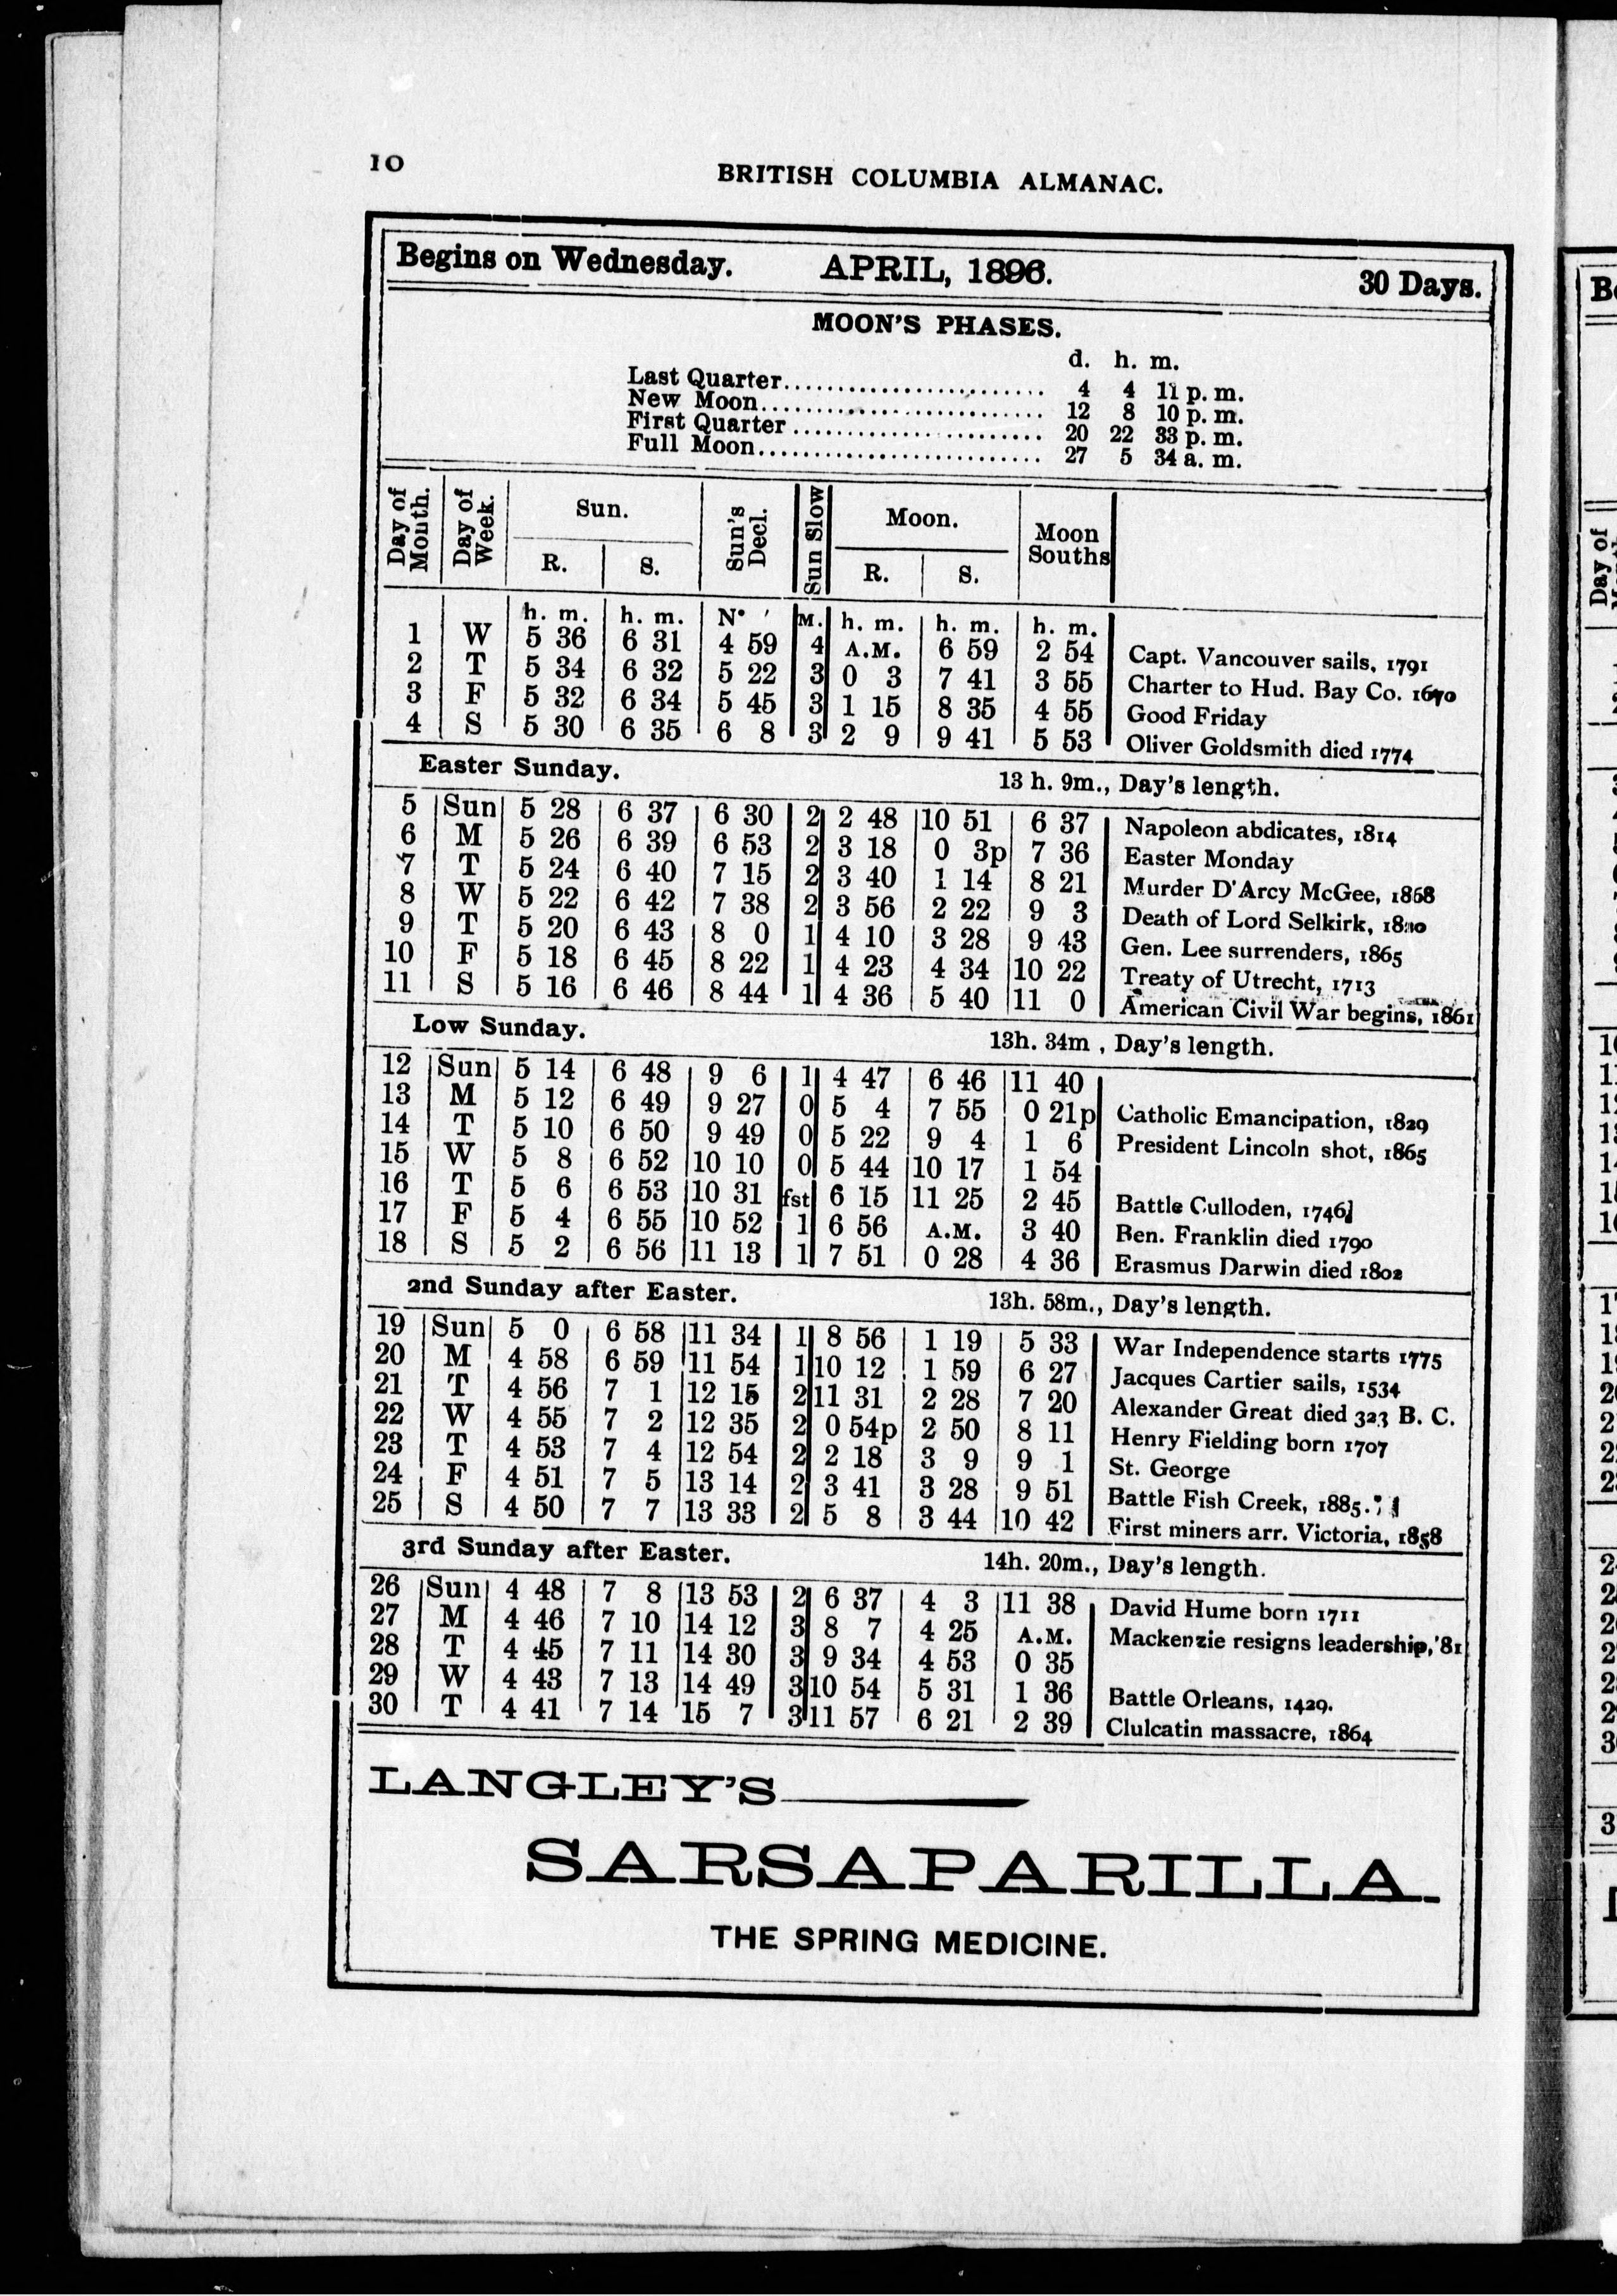 10
BRITISH COLUMBIA ALMANAC.
Begins on Wednesday. APRIL, 1896. 30 Days.
MOON'S PHASES.
d. h. m.
Last Quarter........................ 4 4 11 p. m.
New Moon........................ 12 8 10 p. m.
First Quarter........................ 20 22 33 p. m.
Full Moon........................ 27 5 34 a. m.
Day of Month. Day of Week. Sun. Sun's Decl. Sun Slow Moon. Moon Souths
R. S. R. S.
h. m. h. m. N° ' M. h. m. h. m. h. m.
1 W 5 36 6 31 4 59 4 A.M. 6 59 2 54 Capt. Vancouver sails, 1791
2 T 5 34 6 32 5 22 3 0 3 7 41 3 55 Charter to Hud. Bay Co. 1670
3 F 5 32 6 34 5 45 3 1 15 8 35 4 55 Good Friday
4 S 5 30 6 35 6 8 3 2 9 9 41 5 53 Oliver Goldsmith died 1774
Easter Sunday. 13 h. 9m., Day's length.
5 Sun 5 28 6 37 6 30 2 2 48 10 51 6 37 Napoleon abdicates, 1814
6 M 5 26 6 39 6 53 2 3 18 0 3p 7 36 Easter Monday
7 T 5 24 6 40 7 15 2 3 40 1 14 8 21 Murder D'Arcy McGee, 1868
8 W 5 22 6 42 7 38 2 3 56 2 22 9 3 Death of Lord Selkirk, 1820
9 T 5 20 6 43 8 0 1 4 10 3 28 9 43 Gen. Lee surrenders, 1865
10 F 5 18 6 45 8 22 1 4 23 4 34 10 22 Treaty of Utrecht, 1713
11 S 5 16 6 46 8 44 1 4 36 5 40 11 0 American Civil War begins, 1861
Low Sunday. 13h. 34m , Day's length.
12 Sun 5 14 6 48 9 6 1 4 47 6 46 11 40
13 M 5 12 6 49 9 27 0 5 4 7 55 0 21p Catholic Emancipation, 1829
14 T 5 10 6 50 9 49 0 5 22 9 4 1 6 President Lincoln shot, 1865
15 W 5 8 6 52 10 10 0 5 44 10 17 1 54
16 T 5 6 6 53 10 31 fst 6 15 11 25 2 45 Battle Culloden, 1746
17 F 5 4 6 55 10 52 1 6 56 A.M. 3 40 Ben. Franklin died 1790
18 S 5 2 6 56 11 13 1 7 51 0 28 4 36 Erasmus Darwin died 1802
2nd Sunday after Easter. 13h. 58m., Day's length.
19 Sun 5 0 6 58 11 34 1 8 56 1 19 5 33 War Independence starts 1775
20 M 4 58 6 59 11 54 1 10 12 1 59 6 27 Jacques Cartier sails, 1534
21 T 4 56 7 1 12 15 2 11 31 2 28 7 20 Alexander Great died 323 B. C.
22 W 4 55 7 2 12 35 2 0 54p 2 50 8 11 Henry Fielding born 1707
23 T 4 53 7 4 12 54 2 2 18 3 9 9 1 St. George
24 F 4 51 7 5 13 14 2 3 41 3 28 9 51 Battle Fish Creek, 1885.
25 S 4 50 7 7 13 33 2 5 8 3 44 10 42 First miners arr. Victoria, 1858
3rd Sunday after Easter. 14h. 20m., Day's length.
26 Sun 4 48 7 8 13 53 2 6 37 4 3 11 38 David Hume born 1711
27 M 4 46 7 10 14 12 3 8 7 4 25 A.M. Mackenzie resigns leadership,'81
28 T 4 45 7 11 14 30 3 9 34 4 53 0 35
29 W 4 43 7 13 14 49 3 10 54 5 31 1 36 Battle Orleans, 1429.
30 T 4 41 7 14 15 7 3 11 57 6 21 2 39 Clulcatin massacre, 1864
LANGLEY'S
SARSAPARILLA.
THE SPRING MEDICINE.